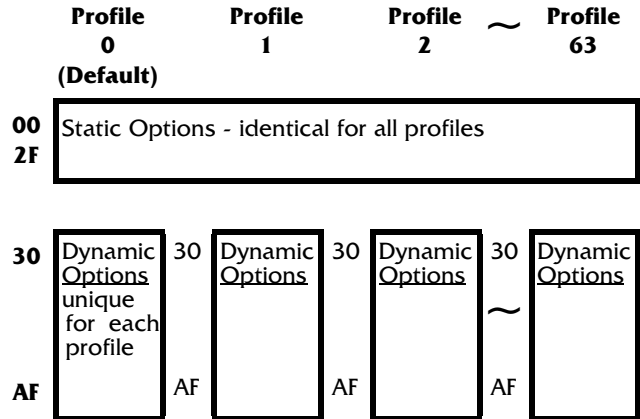 Profile Profile Profile ~ Profile
0 1 2 63
(Default)
00 Static Options - identical for all profiles
2F
30 Dynamic 30 Dynamic 30 Dynamic 30 Dynamic
Options Options Options Options
unique
for each ~
profile
AF AF AF AF